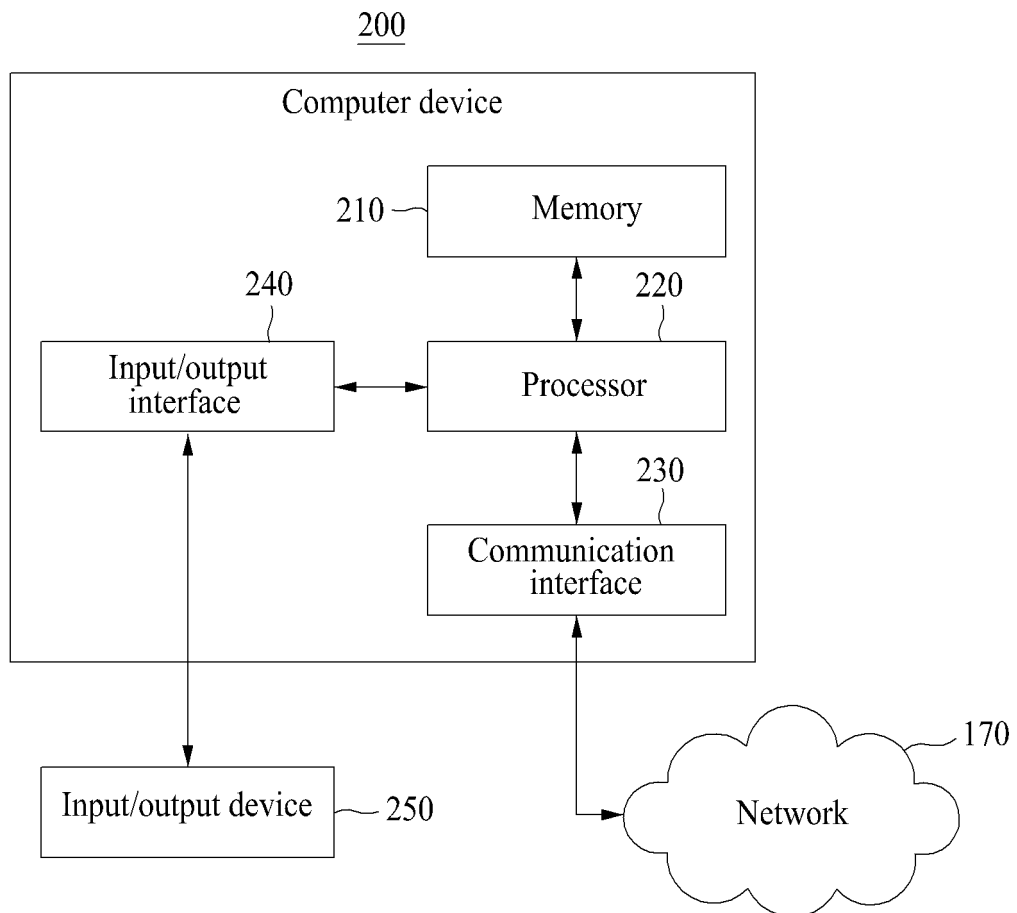 200
Computer device
210
Memory
240
220
Input/output
interface
Processor
230
Communication
interface
170
Input/output device
250
Network